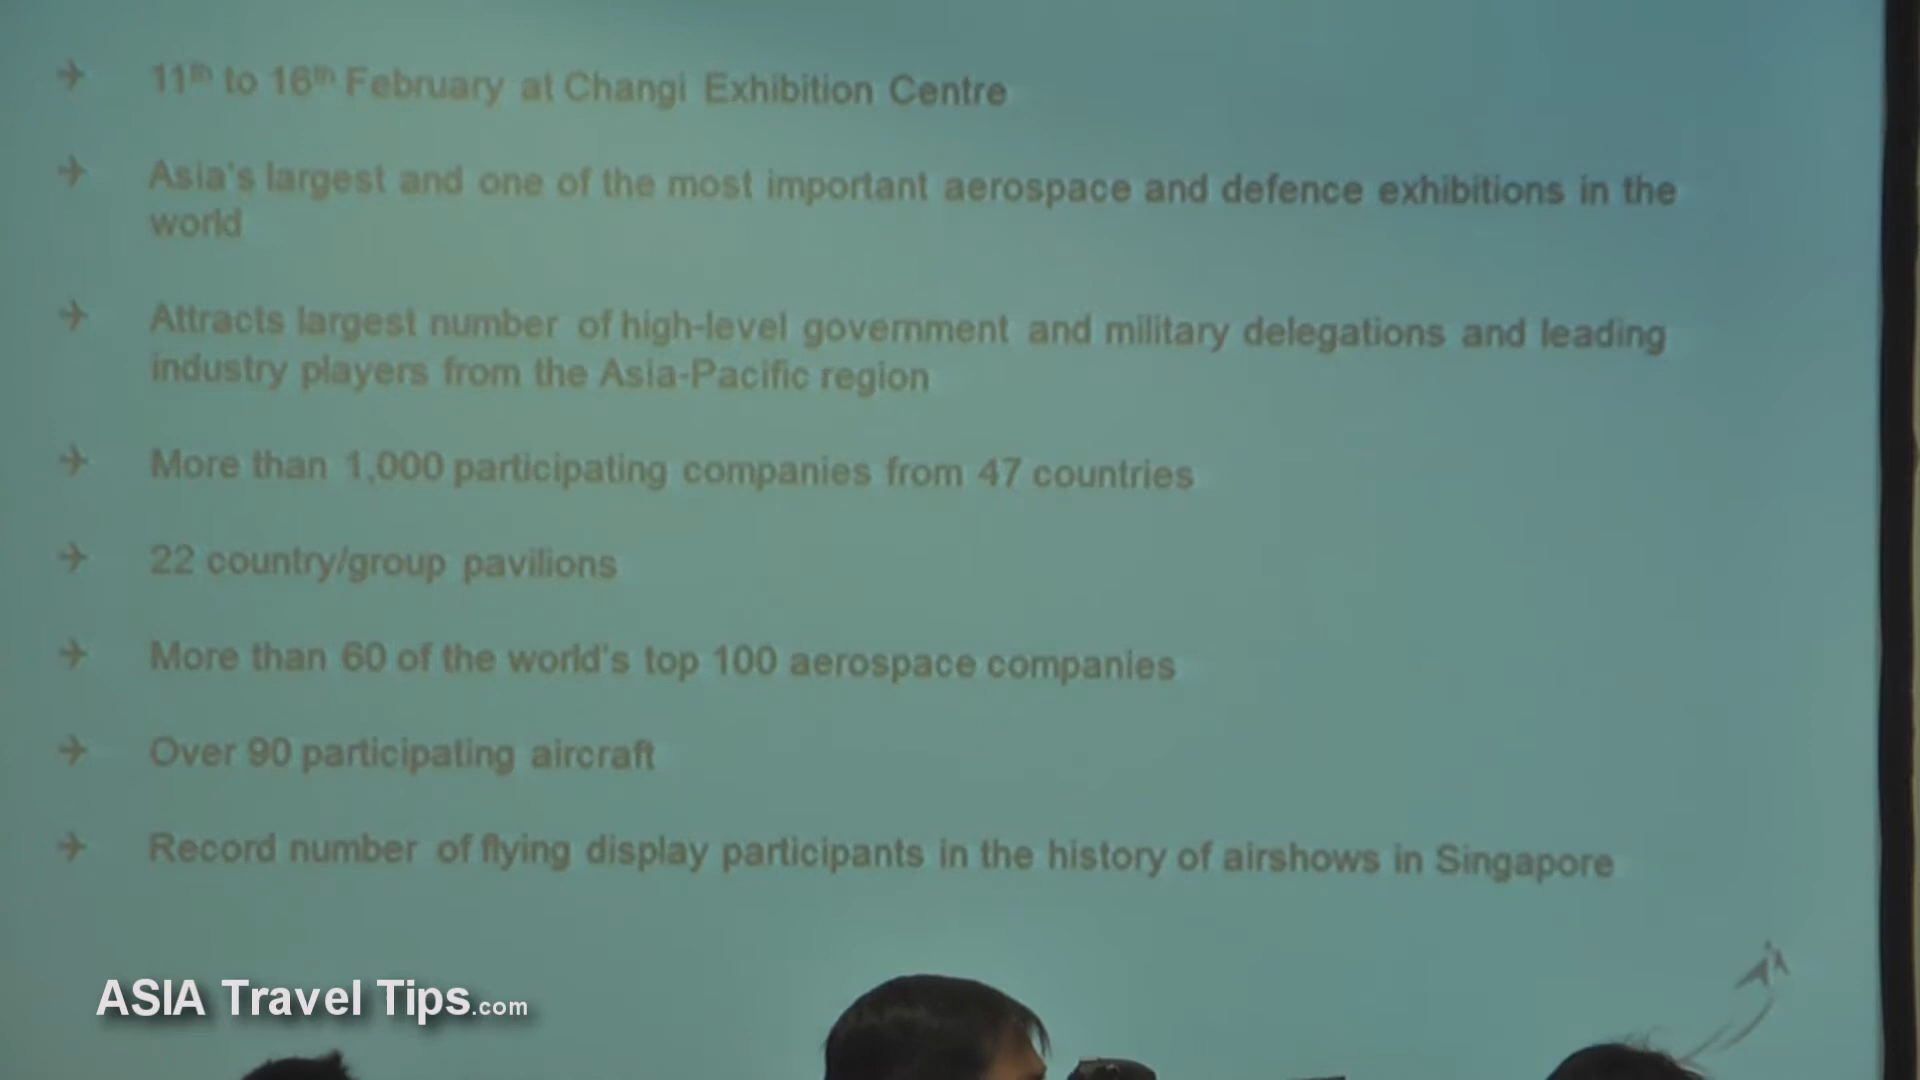 11th to 16th February at Changi Exhibition Centre
Asia's largest and one of the most important aerospace and defence exhibitions in the
world
Attracts largest number of high-level government and military delegations and leading
industry players from the Asia-Pacific region
More than 1,000 participating companies from 47 countries
22 country/group pavilions
More than 60 of the world's top 100 aerospace companies
Over 90 participating aircraft
Record number of flying display participants in the history of airshows in Singapore
ASIA Travel Tips.com